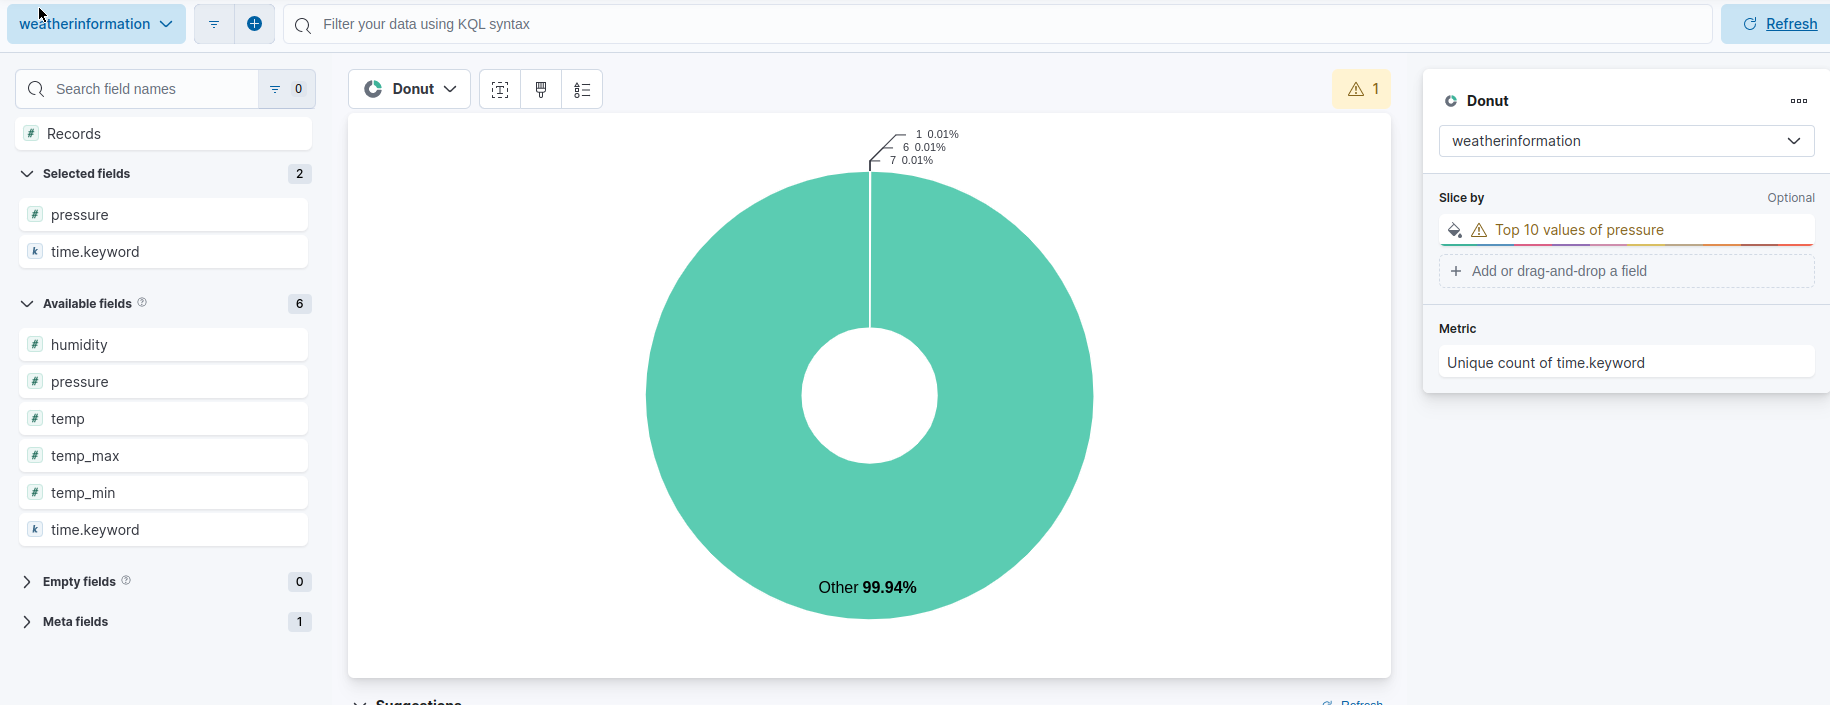 weatherinformation
Filter your data using KQL syntax
Refresh
Search field names
0
# Records
Selected fields 2
# pressure
k time.keyword
Available fields 6
# humidity
# pressure
# temp
# temp_max
# temp_min
k time.keyword
Empty fields 0
Meta fields 1
Donut
1
1 0.01%
6 0.01%
7 0.01%
Other 99.94%
Suggestions
Refresh
Donut
weatherinformation
Slice by Optional
Top 10 values of pressure
Add or drag-and-drop a field
Metric
Unique count of time.keyword